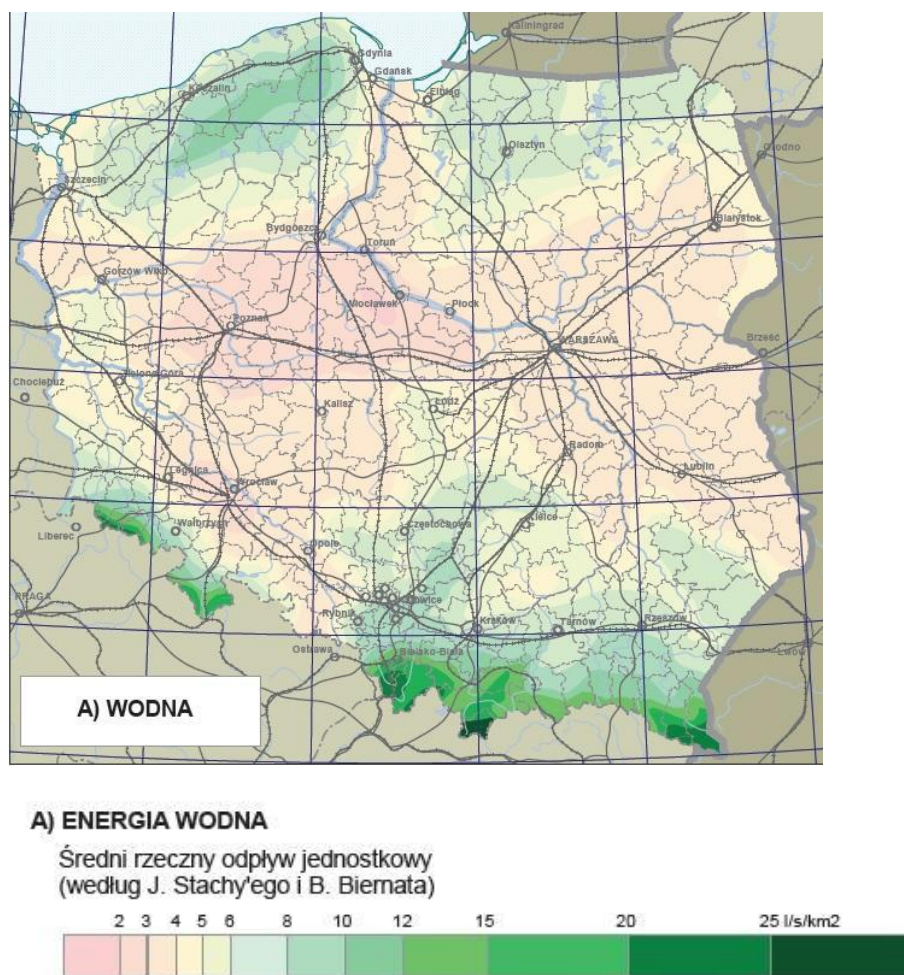 Kaliningrad
Gdynia
Gdańsk
Koszalin
Elbląg
Olsztyn
Grodno
Szczecin
Białystok
Bydgoszcz
Toruń
Gorzów Wlkp.
Włocławek
Płock
Poznań
WARSZAWA
Brześć
Zielona Góra
Chociebuż
Kalisz
Łódź
Radom
Legnica
Lublin
Wrocław
Liberec
Wałbrzych
Częstochowa
Kielce
Opole
PRAGA
Rybnik
Katowice
Kraków
Tarnów
Rzeszów
Lwów
Ostrawa
Bielsko-Biała
A) WODNA
A) ENERGIA WODNA
Średni rzeczny odpływ jednostkowy
(według J. Stachy'ego i B. Biernata)
2 3 4 5 6 8 10 12 15 20 25 l/s/km2